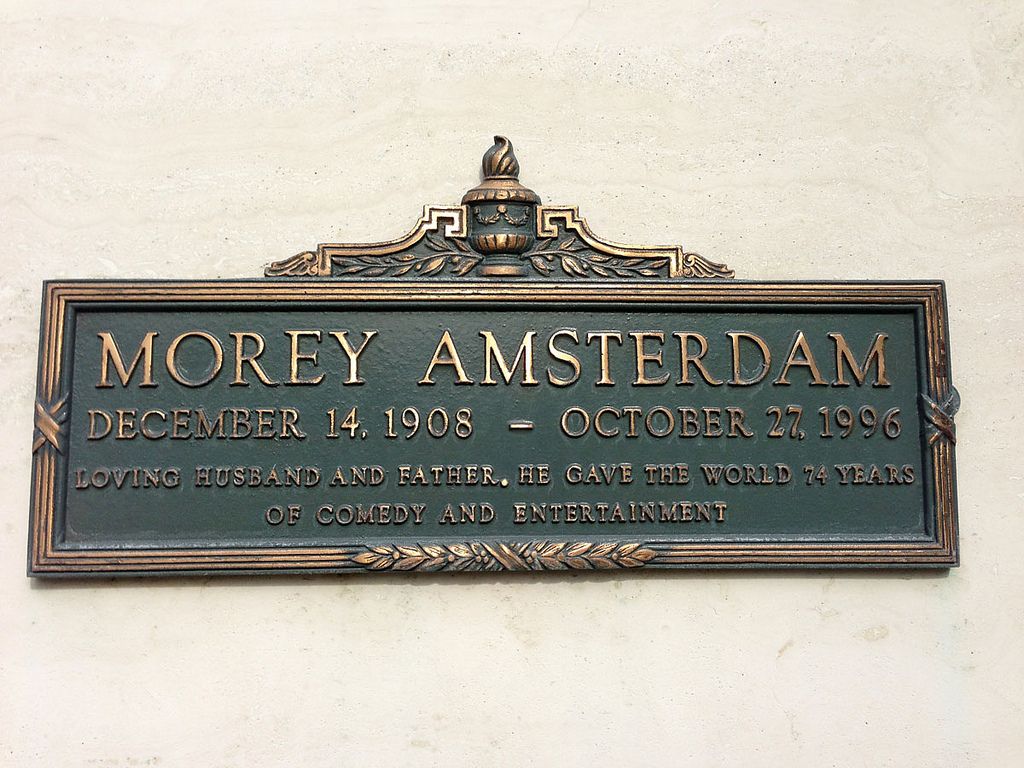 MOREY AMSTERDAM
DECEMBER 14, 1908 – OCTOBER 27, 1996
LOVING HUSBAND AND FATHER. HE GAVE THE WORLD 74 YEARS
OF COMEDY AND ENTERTAINMENT